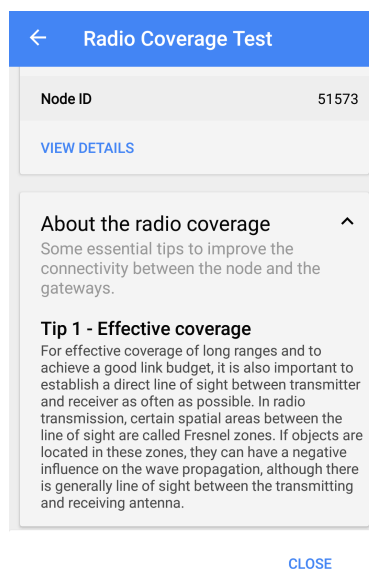 Radio Coverage Test
Node ID 51573
VIEW DETAILS
About the radio coverage
Some essential tips to improve the
connectivity between the node and the
gateways.
Tip 1 - Effective coverage
For effective coverage of long ranges and to
achieve a good link budget, it is also important to
establish a direct line of sight between transmitter
and receiver as often as possible. In radio
transmission, certain spatial areas between the
line of sight are called Fresnel zones. If objects are
located in these zones, they can have a negative
influence on the wave propagation, although there
is generally line of sight between the transmitting
and receiving antenna.
CLOSE